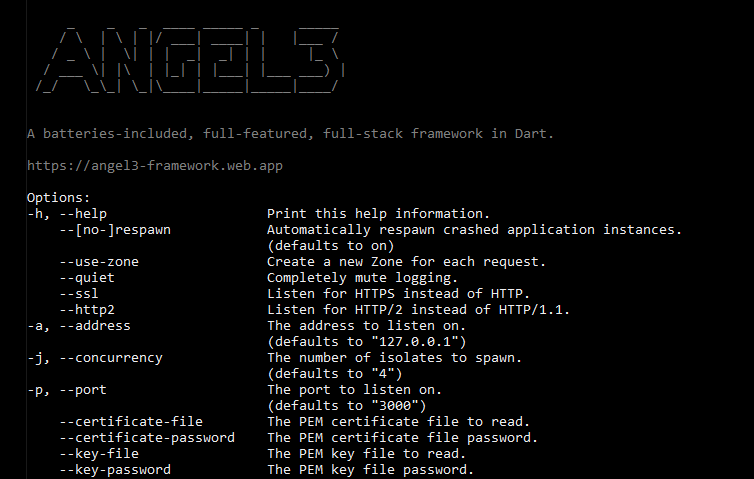 ANGEL3
A batteries-included, full-featured, full-stack framework in Dart.
https://angel3-framework.web.app
Options:
-h, --help                    Print this help information.
    --[no-]respawn            Automatically respawn crashed application instances.
                              (defaults to on)
    --use-zone                Create a new Zone for each request.
    --quiet                   Completely mute logging.
    --ssl                     Listen for HTTPS instead of HTTP.
    --http2                   Listen for HTTP/2 instead of HTTP/1.1.
-a, --address                 The address to listen on.
                              (defaults to "127.0.0.1")
-j, --concurrency             The number of isolates to spawn.
                              (defaults to "4")
-p, --port                    The port to listen on.
                              (defaults to "3000")
    --certificate-file        The PEM certificate file to read.
    --certificate-password    The PEM certificate file password.
    --key-file                The PEM key file to read.
    --key-password            The PEM key file password.